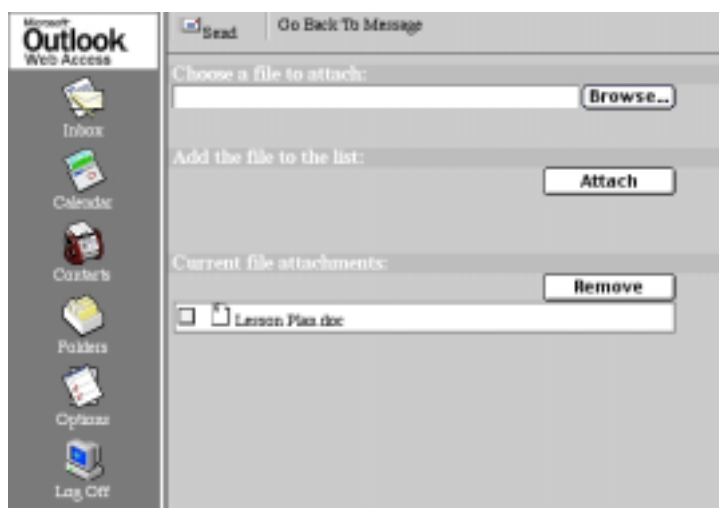 Microsoft
Outlook
Web Access
Inbox
Calendar
Contacts
Folders
Options
Log Off
Send
Go Back To Message
Choose a file to attach:
Browse...
Add the file to the list:
Attach
Current file attachments:
Remove
Lesson Plan.doc